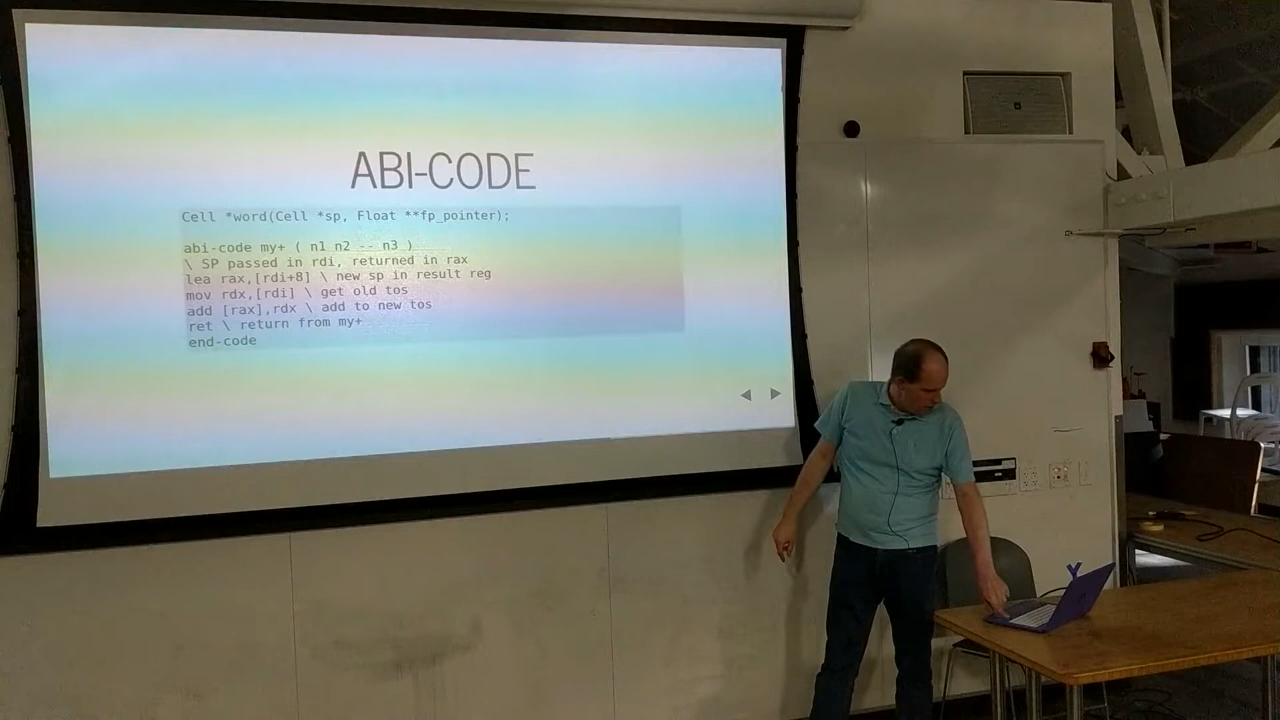 ABI-CODE
Cell *word(Cell *sp, Float **fp_pointer);
abi-code my+ ( n1 n2 -- n3 )
\ SP passed in rdi, returned in rax
lea rax,[rdi+8] \ new sp in result reg
mov rdx,[rdi] \ get old tos
add [rax],rdx \ add to new tos
ret \ return from my+
end-code